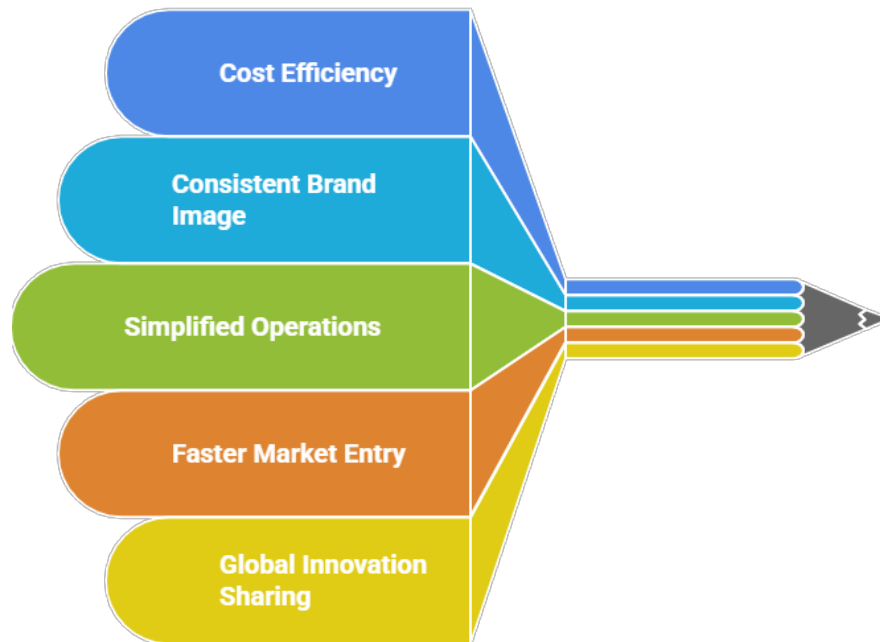 Cost Efficiency
Consistent Brand
Image
Simplified Operations
Faster Market Entry
Global Innovation
Sharing